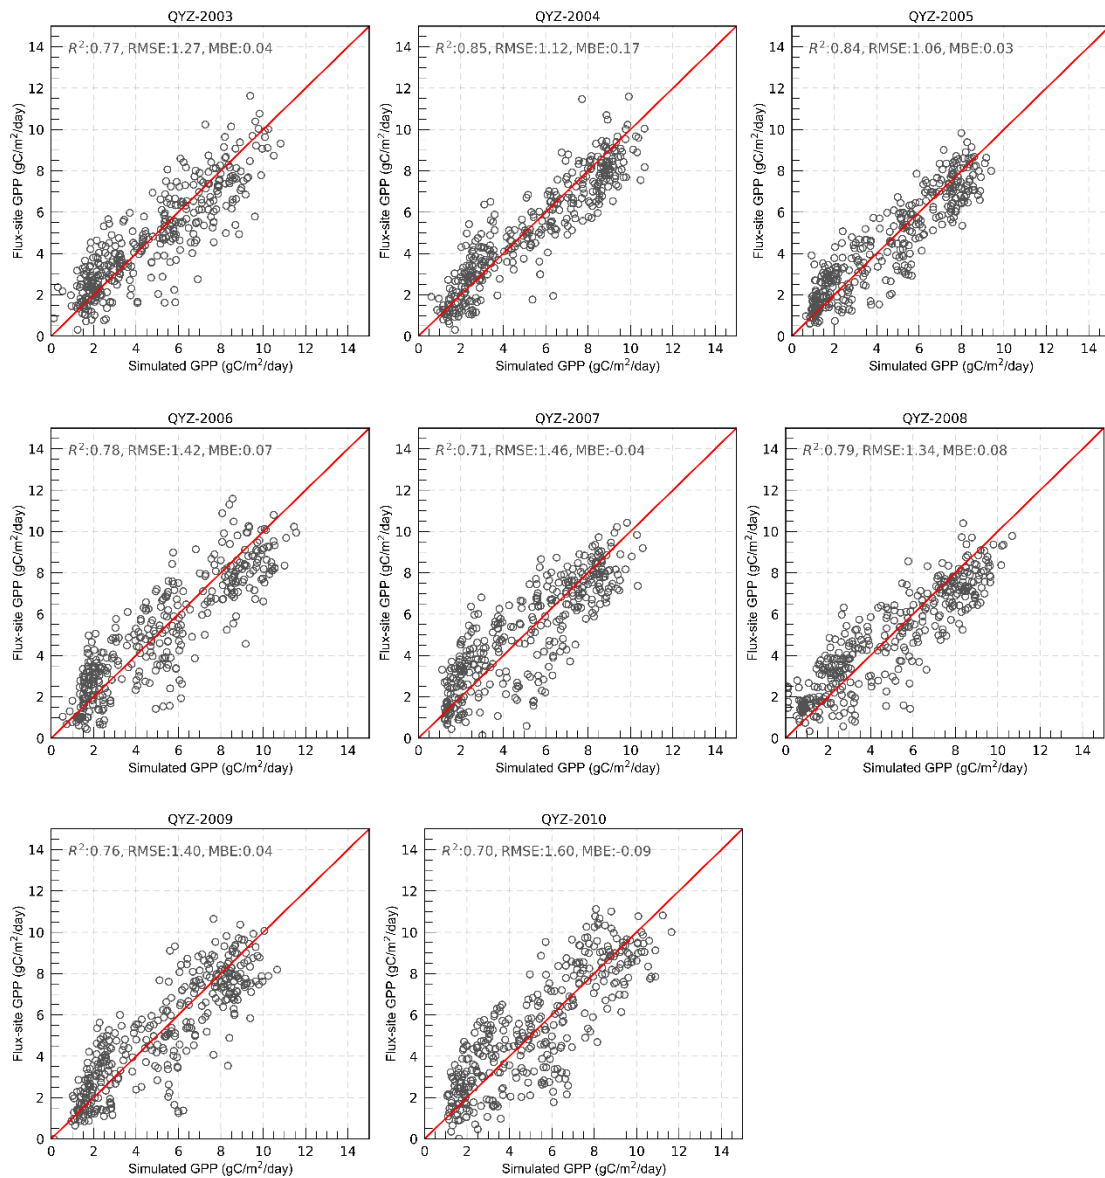 QYZ-2003
R²:0.77, RMSE:1.27, MBE:0.04
Flux-site GPP (gC/m²/day)
14
12
10
8
6
4
2
0
0 2 4 6 8 10 12 14
Simulated GPP (gC/m²/day)
QYZ-2004
R²:0.85, RMSE:1.12, MBE:0.17
Flux-site GPP (gC/m²/day)
14
12
10
8
6
4
2
0
0 2 4 6 8 10 12 14
Simulated GPP (gC/m²/day)
QYZ-2005
R²:0.84, RMSE:1.06, MBE:0.03
Flux-site GPP (gC/m²/day)
14
12
10
8
6
4
2
0
0 2 4 6 8 10 12 14
Simulated GPP (gC/m²/day)
QYZ-2006
R²:0.78, RMSE:1.42, MBE:0.07
Flux-site GPP (gC/m²/day)
14
12
10
8
6
4
2
0
0 2 4 6 8 10 12 14
Simulated GPP (gC/m²/day)
QYZ-2007
R²:0.71, RMSE:1.46, MBE:-0.04
Flux-site GPP (gC/m²/day)
14
12
10
8
6
4
2
0
0 2 4 6 8 10 12 14
Simulated GPP (gC/m²/day)
QYZ-2008
R²:0.79, RMSE:1.34, MBE:0.08
Flux-site GPP (gC/m²/day)
14
12
10
8
6
4
2
0
0 2 4 6 8 10 12 14
Simulated GPP (gC/m²/day)
QYZ-2009
R²:0.76, RMSE:1.40, MBE:0.04
Flux-site GPP (gC/m²/day)
14
12
10
8
6
4
2
0
0 2 4 6 8 10 12 14
Simulated GPP (gC/m²/day)
QYZ-2010
R²:0.70, RMSE:1.60, MBE:-0.09
Flux-site GPP (gC/m²/day)
14
12
10
8
6
4
2
0
0 2 4 6 8 10 12 14
Simulated GPP (gC/m²/day)